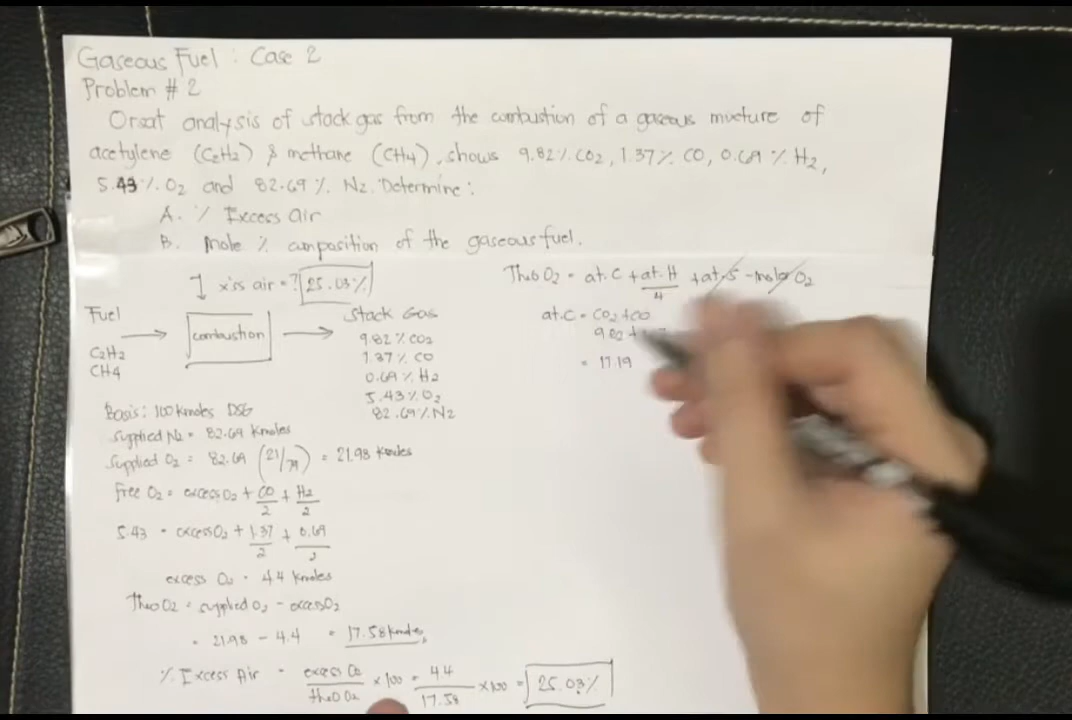 Gaseous Fuel : Case 2
Problem # 2
Orsat analysis of stack gas from the combustion of a gaseous mixture of
acetylene (C2H2) & methane (CH4), shows 9.82% CO2, 1.37% CO, 0.69% H2,
5.43%. O2 and 82.69%. N2. Determine:
A. % Excess air
B. Mole % composition of the gaseous fuel.
x's air = ? 25.03%
Fuel
C2H2
CH4
combustion
Stack Gas
9.82% CO2
1.37% CO
0.69% H2
5.43% O2
82.69% N2
Basis: 100 Kmoles DSG
Supplied N2 = 82.69 Kmoles
Supplied O2 = 82.69 (21/79) = 21.98 Kmoles
Free O2 = excess O2 + CO/2 + H2/2
5.43 = excess O2 + 1.37/2 + 0.69/2
excess O2 = 4.4 Kmoles
Theo O2 = supplied O2 - excess O2
= 21.98 - 4.4 = 17.58 Kmoles
% Excess Air = excess O2/theo O2 x 100 = 4.4/17.58 x 100 = 25.03%
Theo O2 = at.C + at.H/4 + at.S - mole O2
at.C = CO2 + CO
= 17.19